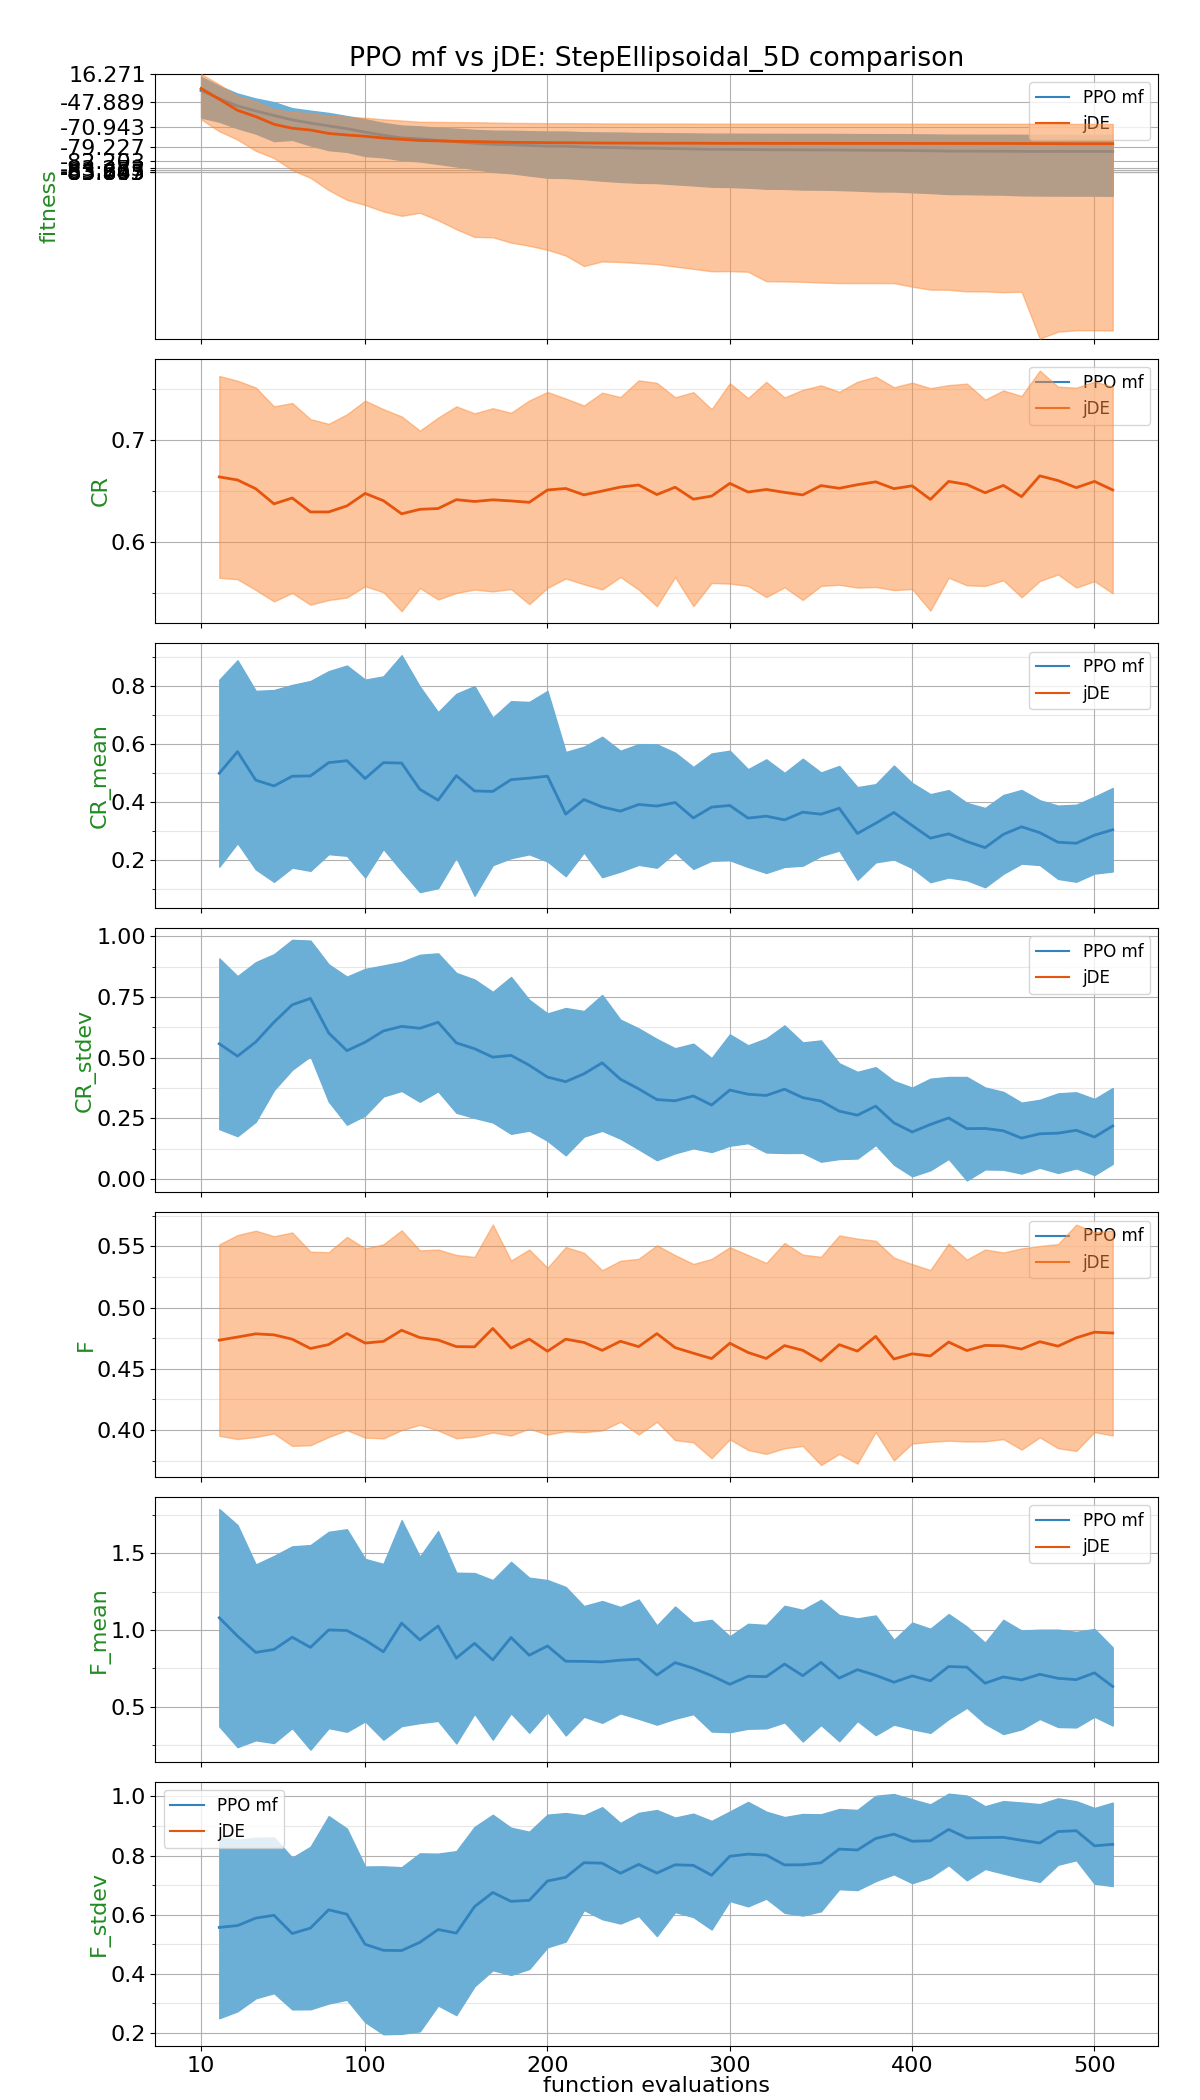 PPO mf vs jDE: StepEllipsoidal_5D comparison
16.271
-47.889
-70.943
-79.227
fitness
PPO mf
jDE
0.7
0.6
CR
PPO mf
jDE
0.8
0.6
0.4
0.2
CR_mean
PPO mf
jDE
1.00
0.75
0.50
0.25
0.00
CR_stdev
PPO mf
jDE
0.55
0.50
0.45
0.40
F
PPO mf
jDE
1.5
1.0
0.5
F_mean
PPO mf
jDE
1.0
0.8
0.6
0.4
0.2
F_stdev
PPO mf
jDE
10 100 200 300 400 500
function evaluations